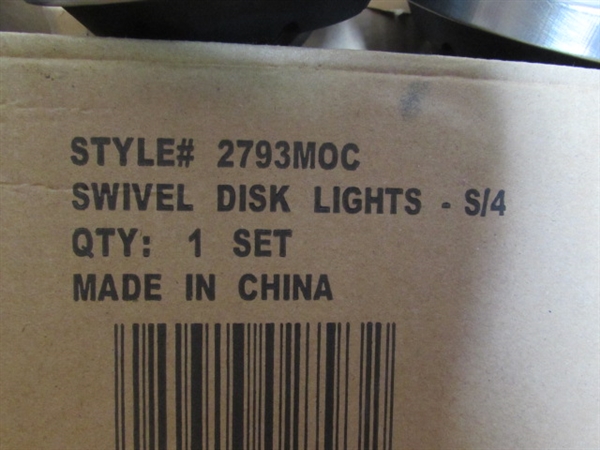 STYLE# 2793MOC
SWIVEL DISK LIGHTS - S/4
QTY: 1 SET
MADE IN CHINA